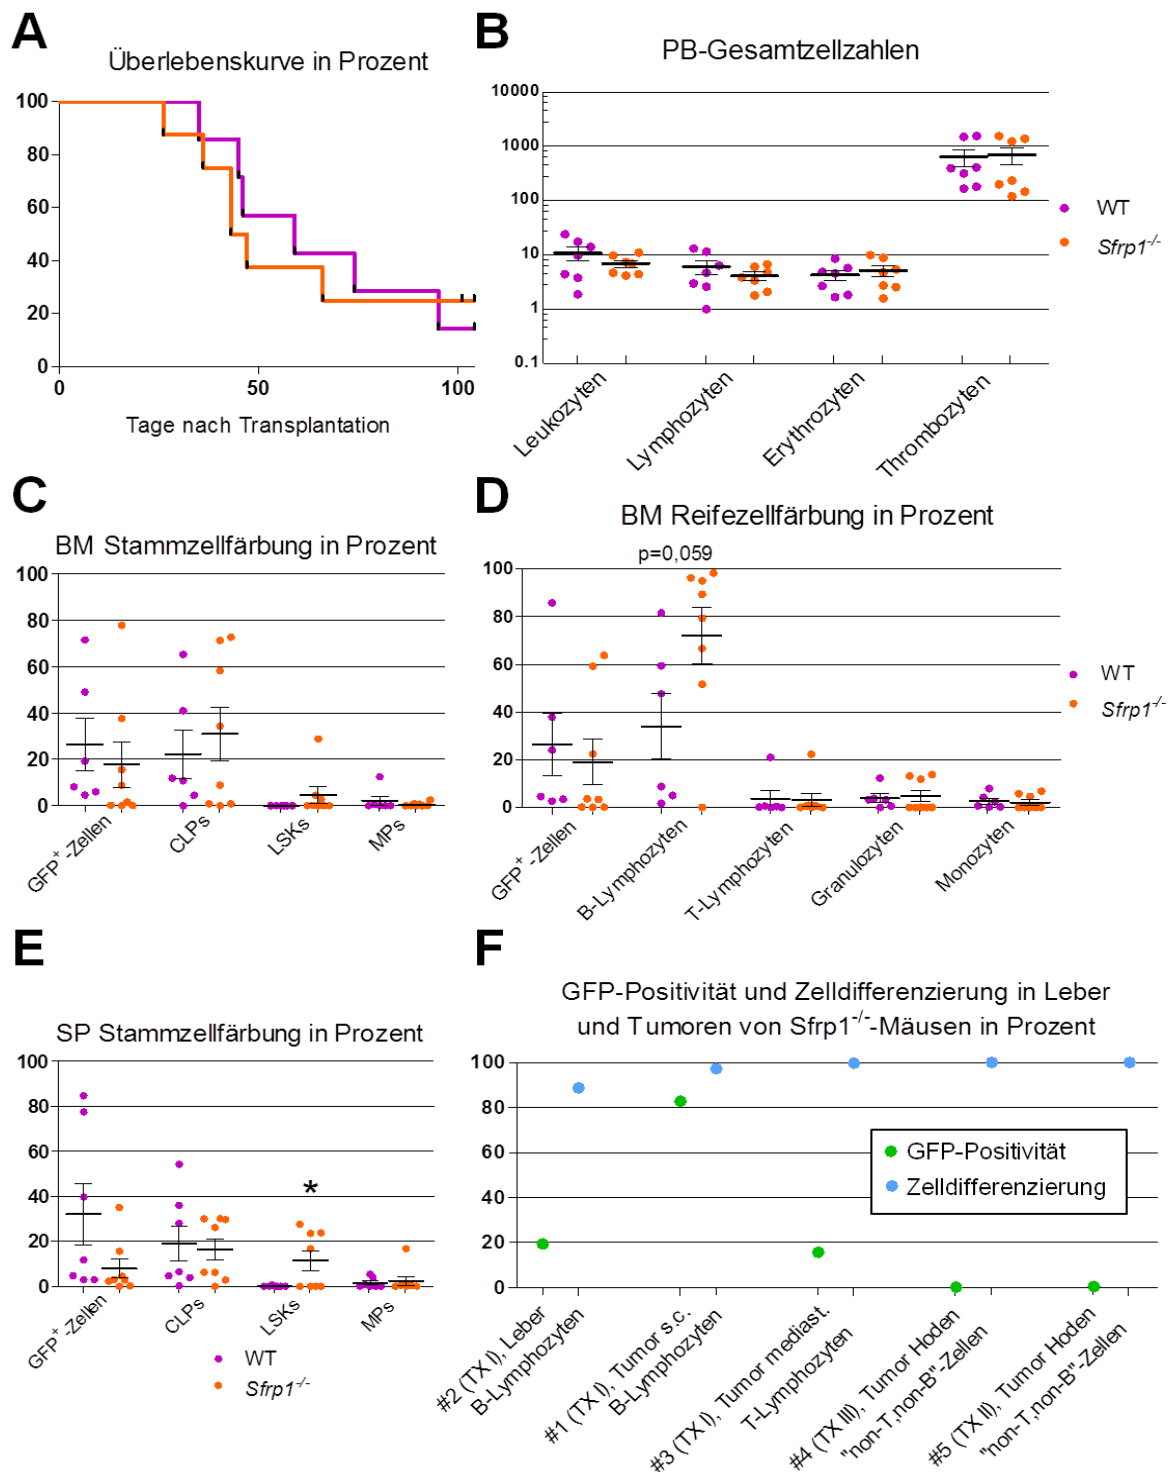 A
Überlebenskurve in Prozent
100
80
60
40
20
0
0
50
100
Tage nach Transplantation
B
PB-Gesamtzellzahlen
10000
1000
100
10
1
0.1
Leukozyten
Lymphozyten
Erythrozyten
Thrombozyten
WT
Sfrp1⁻/⁻
C
BM Stammzellfärbung in Prozent
100
80
60
40
20
0
GFP⁺-Zellen
CLPs
LSKs
MPs
D
BM Reifezellfärbung in Prozent
p=0,059
100
80
60
40
20
0
GFP⁺-Zellen
B-Lymphozyten
T-Lymphozyten
Granulozyten
Monozyten
WT
Sfrp1⁻/⁻
E
SP Stammzellfärbung in Prozent
100
80
60
40
20
0
*
GFP⁺-Zellen
CLPs
LSKs
MPs
WT
Sfrp1⁻/⁻
F
GFP-Positivität und Zelldifferenzierung in Leber
und Tumoren von Sfrp1⁻/⁻-Mäusen in Prozent
100
80
60
40
20
0
GFP-Positivität
Zelldifferenzierung
#2 (TX I), Leber
B-Lymphozyten
#1 (TX I), Tumor s.c.
B-Lymphozyten
#3 (TX I), Tumor mediast.
T-Lymphozyten
#4 (TX III), Tumor Hoden
"non-T,non-B"-Zellen
#5 (TX II), Tumor Hoden
"non-T,non-B"-Zellen